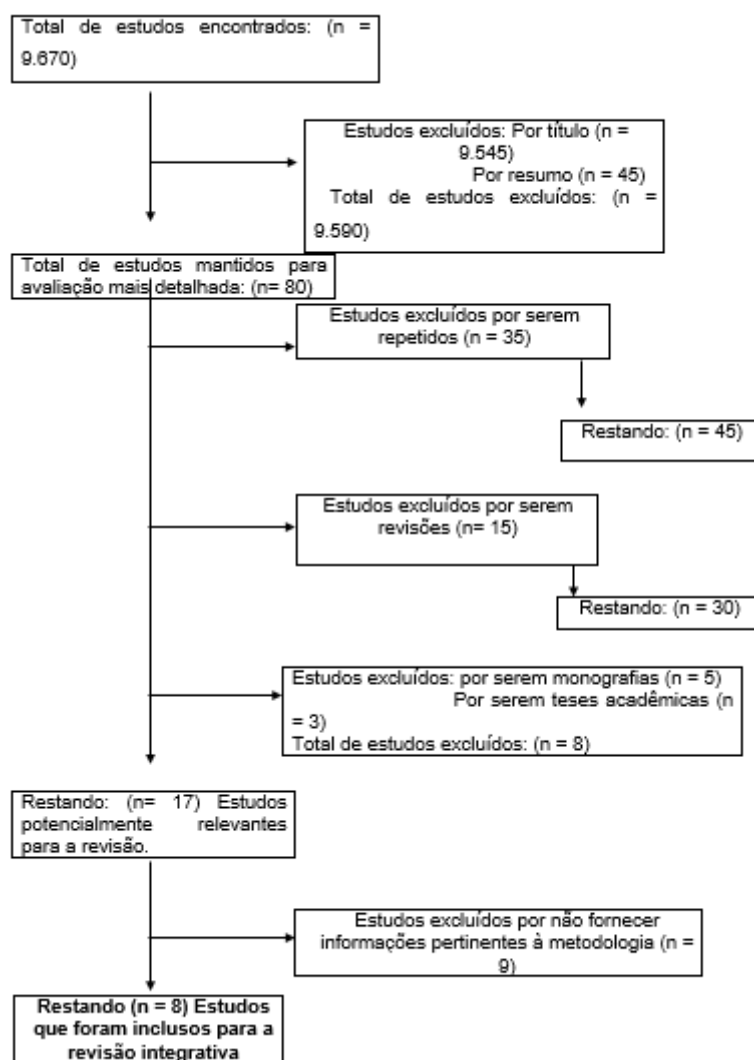 Total de estudos encontrados: (n =
9.670)
Estudos excluídos: Por título (n =
9.545)
Por resumo (n = 45)
Total de estudos excluídos: (n =
9.590)
Total de estudos mantidos para
avaliação mais detalhada: (n= 80)
Estudos excluídos por serem
repetidos (n = 35)
Restando: (n = 45)
Estudos excluídos por serem
revisões (n= 15)
Restando: (n = 30)
Estudos excluídos: por serem monografias (n = 5)
Por serem teses acadêmicas (n
= 3)
Total de estudos excluídos: (n = 8)
Restando: (n= 17) Estudos
potencialmente relevantes
para a revisão.
Estudos excluídos por não fornecer
informações pertinentes à metodologia (n =
9)
Restando (n = 8) Estudos
que foram inclusos para a
revisão integrativa